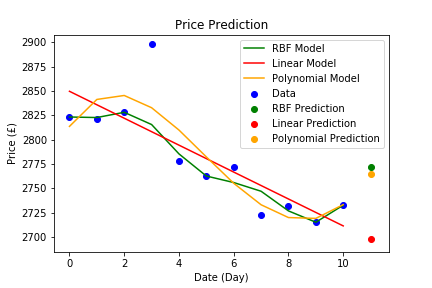 Price Prediction
2900
2875
2850
2825
2800
2775
2750
2725
2700
Price (£)
RBF Model
Linear Model
Polynomial Model
Data
RBF Prediction
Linear Prediction
Polynomial Prediction
0 2 4 6 8 10
Date (Day)